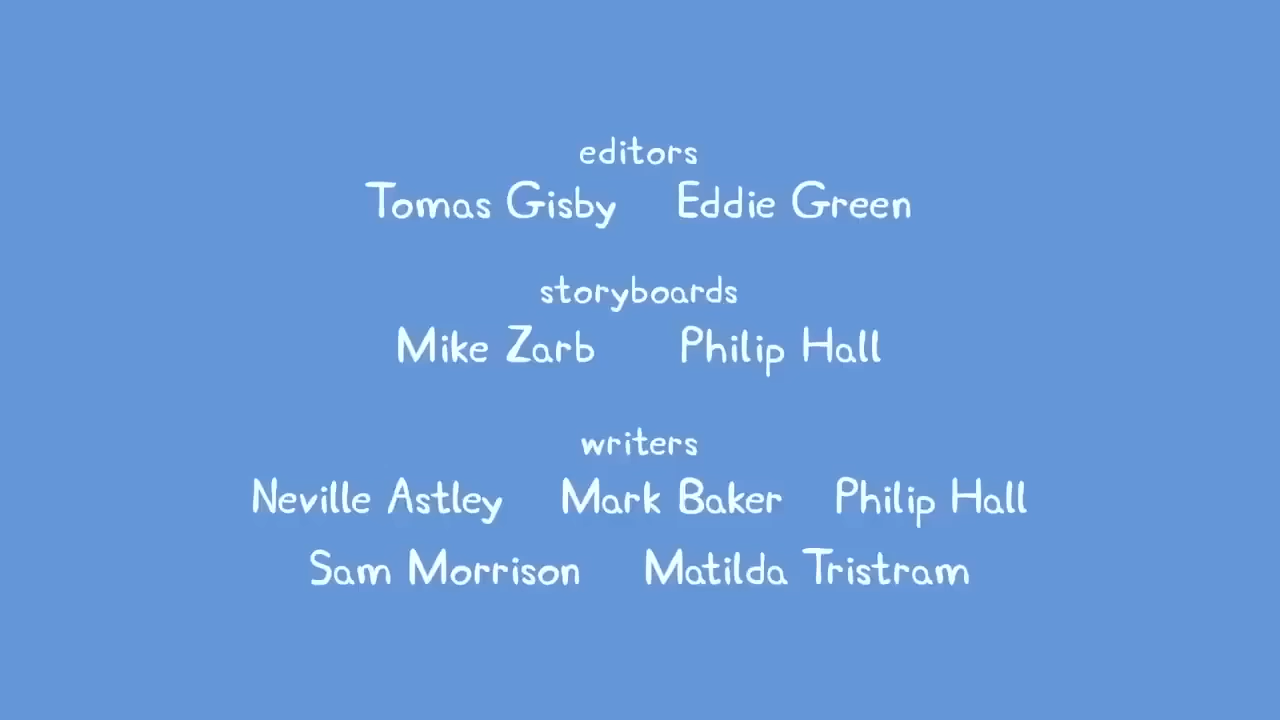 editors
Tomas Gisby Eddie Green
storyboards
Mike Zarb Philip Hall
writers
Neville Astley Mark Baker Philip Hall
Sam Morrison Matilda Tristram